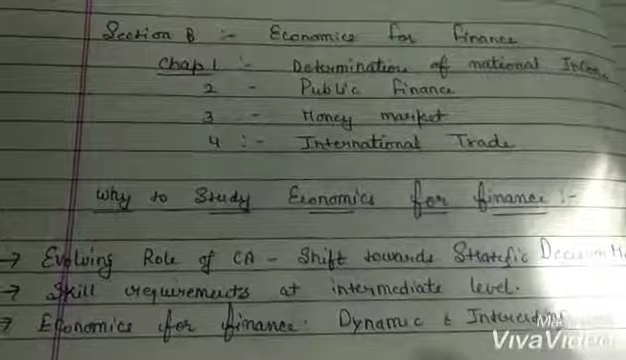 Section B :- Economics for Finance
Chap 1 :- Determination of national Income
2 - Public Finance
3 - Money market
4 :- International Trade
Why to Study Economics for finance :-
→ Evolving Role of CA - Shift towards Strategic Decision
→ Skill requirements at intermediate level.
→ Economics for finance. Dynamic &
VivaVideo